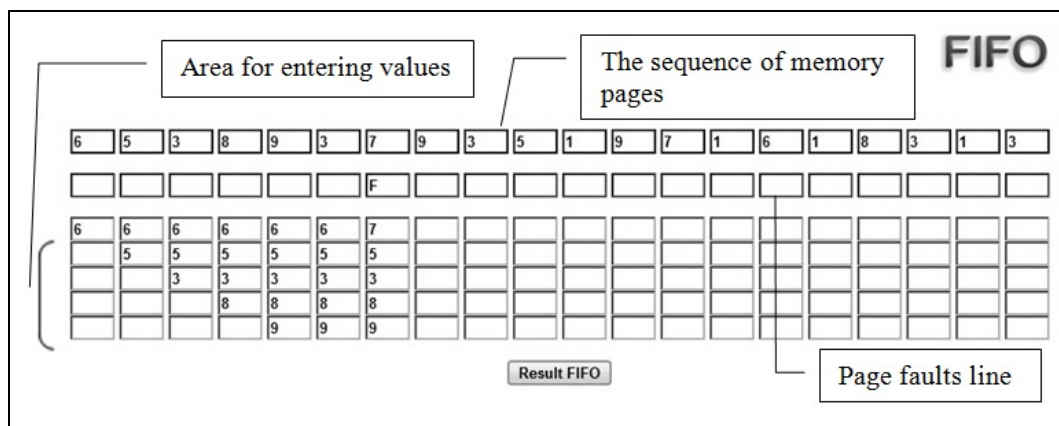 FIFO
Area for entering values
The sequence of memory
pages
6 5 3 8 9 3 7 9 3 5 1 9 7 1 6 1 8 3 1 3
F
6 6 6 6 6 6 7
5 5 5 5 5 5
3 3 3 3 3
8 8 8 8
9 9 9
Result FIFO
Page faults line